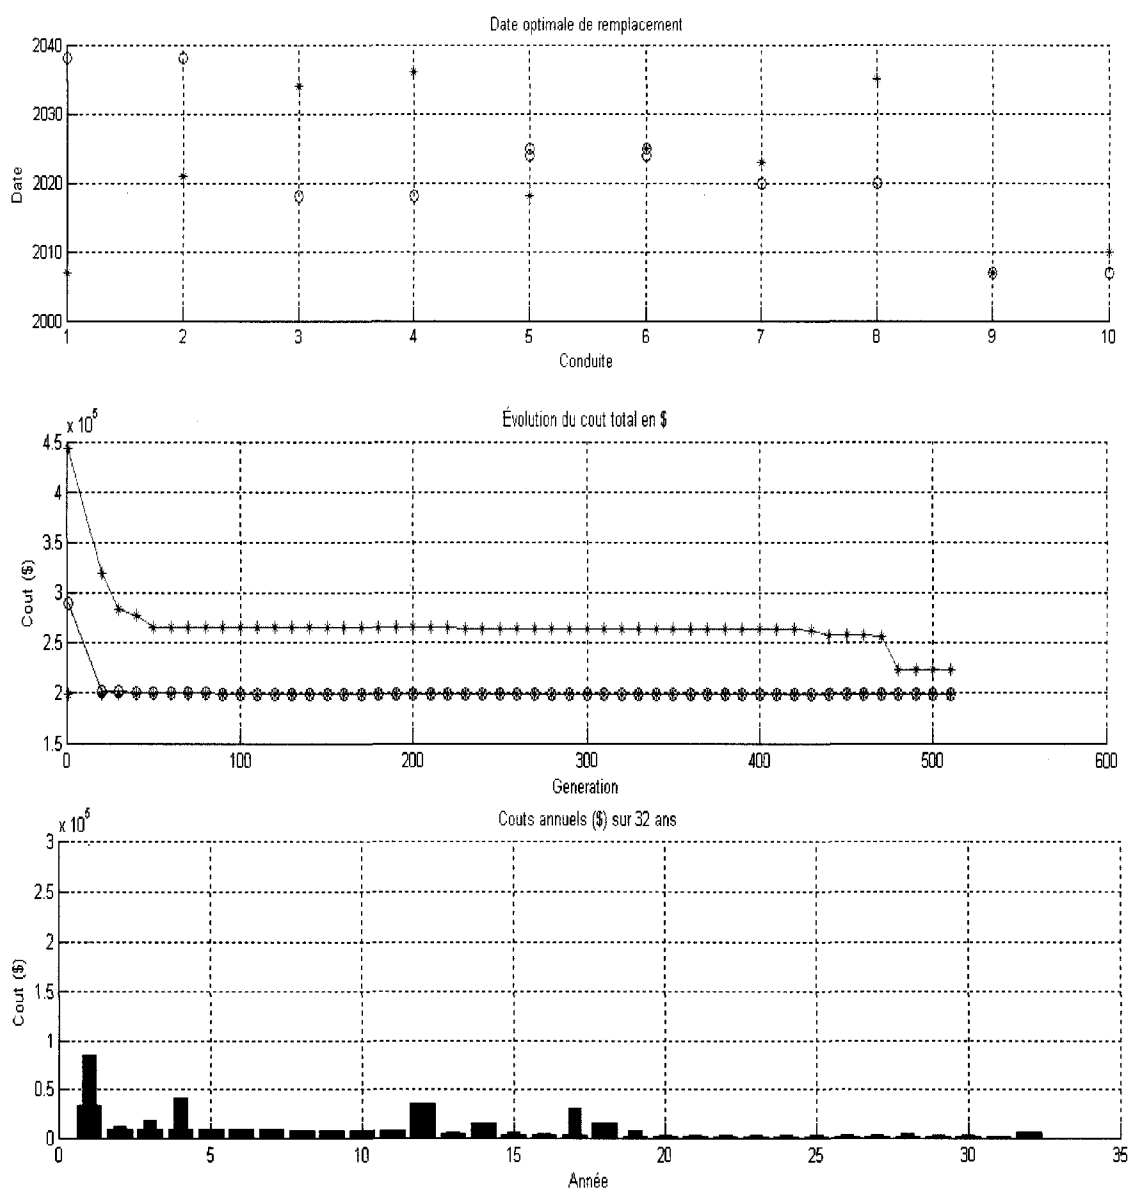 Date optimale de remplacement
2040
2030
2020
2010
2000
Date
1 2 3 4 5 6 7 8 9 10
Conduite
x 10^5
Évolution du cout total en $
4.5
4
3.5
3
2.5
2
1.5
Cout ($)
0 100 200 300 400 500 600
Generation
Couts annuels ($) sur 32 ans
x 10^5
3
2.5
2
1.5
1
0.5
0
Cout ($)
0 5 10 15 20 25 30 35
Année